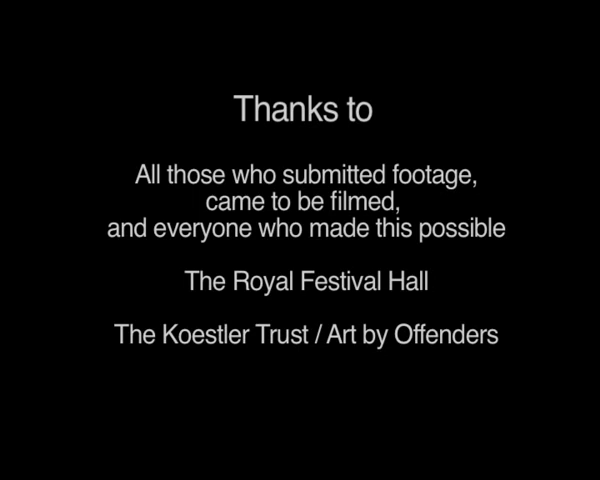 Thanks to
All those who submitted footage,
came to be filmed,
and everyone who made this possible
The Royal Festival Hall
The Koestler Trust / Art by Offenders